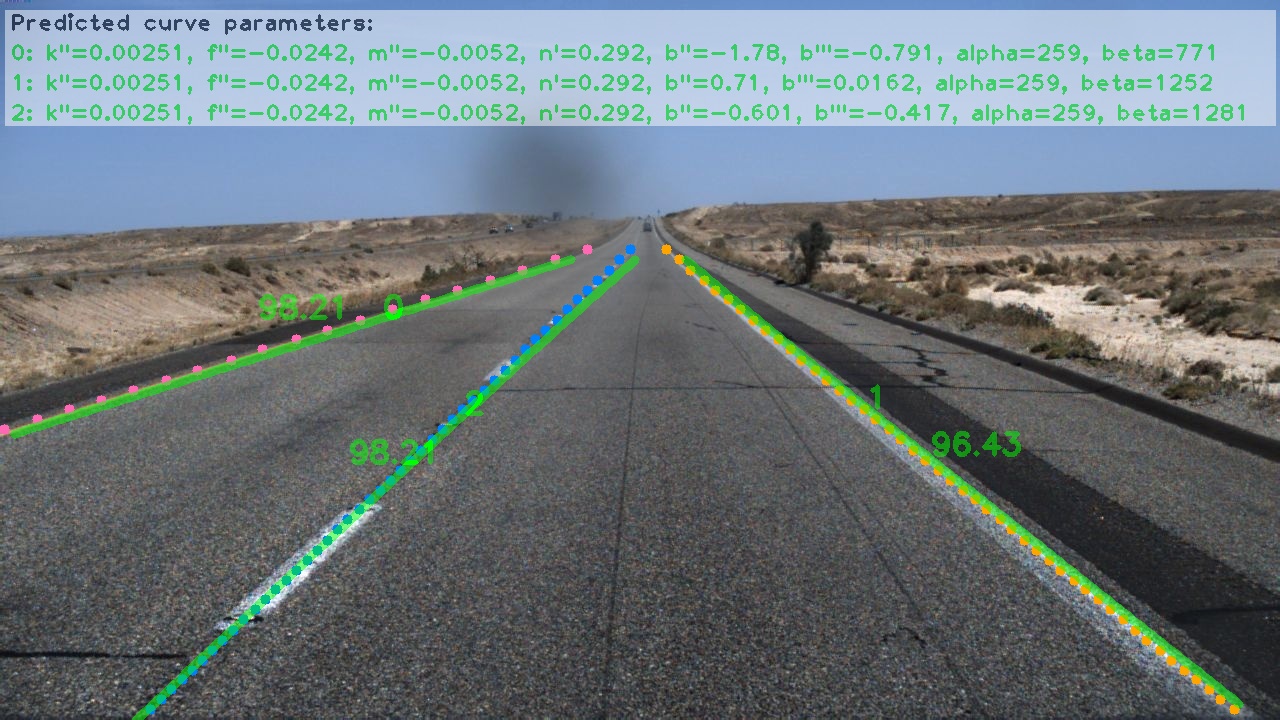 Predicted curve parameters:
0: k''=0.00251, f''=-0.0242, m''=-0.0052, n'=0.292, b''=-1.78, b'''=-0.791, alpha=259, beta=771
1: k''=0.00251, f''=-0.0242, m''=-0.0052, n'=0.292, b''=0.71, b'''=0.0162, alpha=259, beta=1252
2: k''=0.00251, f''=-0.0242, m''=-0.0052, n'=0.292, b''=-0.601, b'''=-0.417, alpha=259, beta=1281
98.21 0
2 1
98.21 96.43